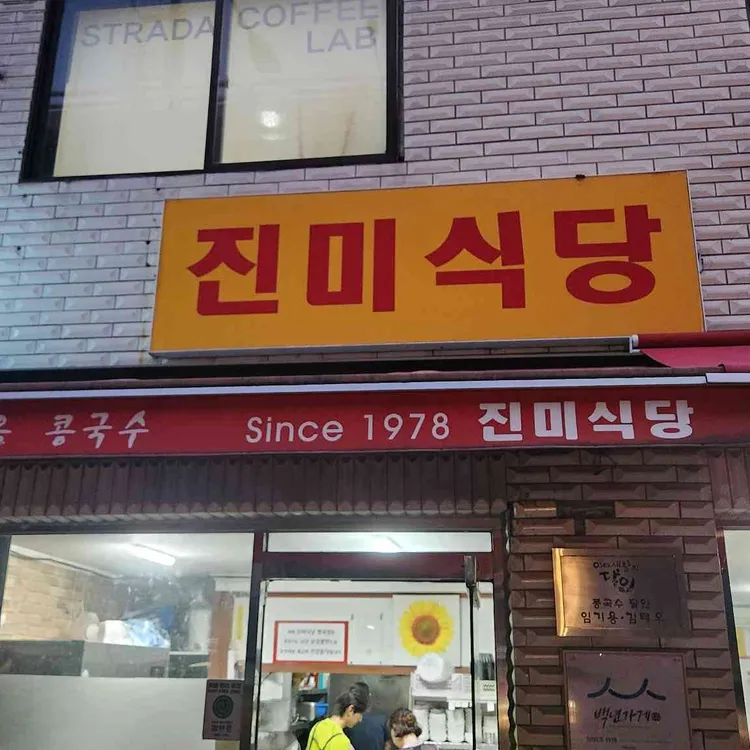 STRADA COFFEE
LAB
진미식당
콩국수 Since 1978 진미식당
달인
콩국수 달인
임기용·김태우
백년가게